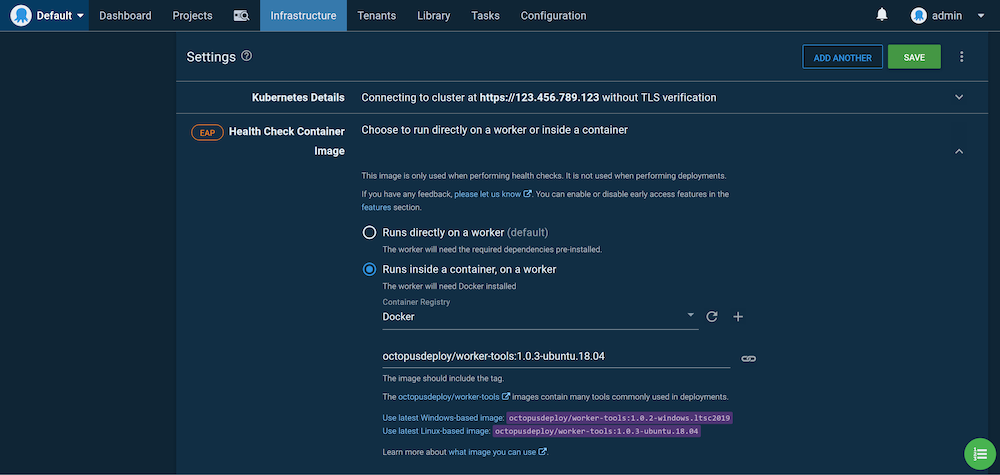 Default Dashboard Projects Infrastructure Tenants Library Tasks Configuration admin
Settings ADD ANOTHER SAVE
Kubernetes Details Connecting to cluster at https://123.456.789.123 without TLS verification
EAP Health Check Container Choose to run directly on a worker or inside a container
Image
This image is only used when performing health checks. It is not used when performing deployments.
If you have any feedback, please let us know. You can enable or disable early access features in the
features section.
Runs directly on a worker (default)
The worker will need the required dependencies pre-installed.
Runs inside a container, on a worker
The worker will need Docker installed
Container Registry
Docker
octopusdeploy/worker-tools:1.0.3-ubuntu.18.04
The image should include the tag.
The octopusdeploy/worker-tools images contain many tools commonly used in deployments.
Use latest Windows-based image: octopusdeploy/worker-tools:1.0.2-windows.ltsc2019
Use latest Linux-based image: octopusdeploy/worker-tools:1.0.3-ubuntu.18.04
Learn more about what image you can use.